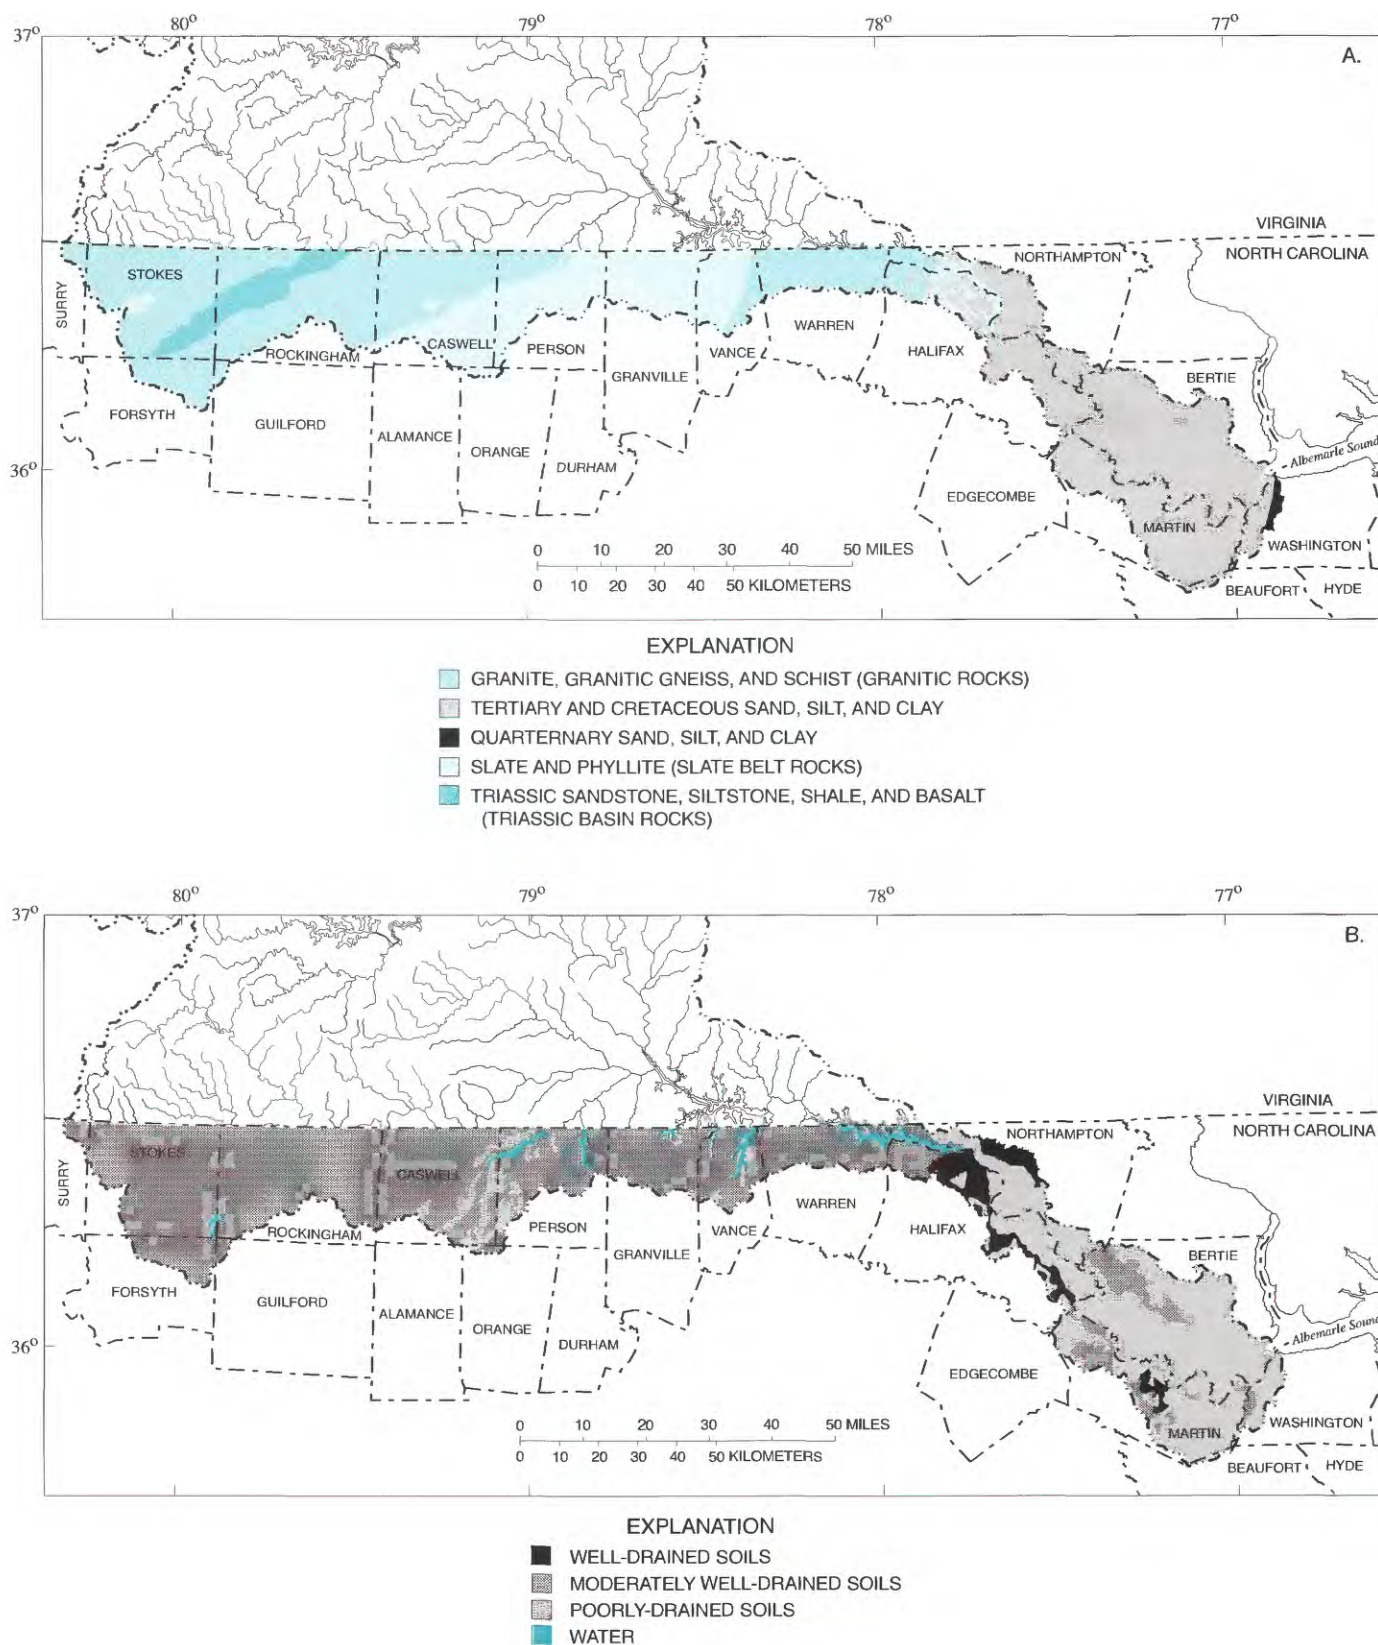 80° 79° 78° 77°
37°
A.
VIRGINIA
NORTH CAROLINA
STOKES
NORTHAMPTON
SURRY
ROCKINGHAM
CASWELL
PERSON
VANCE
WARREN
HALIFAX
GRANVILLE
BERTIE
FORSYTH
GUILFORD
ALAMANCE
ORANGE
DURHAM
36°
Albemarle Sound
EDGECOMBE
MARTIN
WASHINGTON
BEAUFORT
HYDE
0 10 20 30 40 50 MILES
0 10 20 30 40 50 KILOMETERS
80° 79° 78° 77°
EXPLANATION
GRANITE, GRANITIC GNEISS, AND SCHIST (GRANITIC ROCKS)
TERTIARY AND CRETACEOUS SAND, SILT, AND CLAY
QUARTERNARY SAND, SILT, AND CLAY
SLATE AND PHYLLITE (SLATE BELT ROCKS)
TRIASSIC SANDSTONE, SILTSTONE, SHALE, AND BASALT
(TRIASSIC BASIN ROCKS)
80° 79° 78° 77°
37°
B.
VIRGINIA
NORTH CAROLINA
STOKES
NORTHAMPTON
SURRY
CASWELL
ROCKINGHAM
PERSON
VANCE
WARREN
HALIFAX
GRANVILLE
BERTIE
FORSYTH
GUILFORD
ALAMANCE
ORANGE
DURHAM
36°
Albemarle Sound
EDGECOMBE
MARTIN
WASHINGTON
BEAUFORT
HYDE
0 10 20 30 40 50 MILES
0 10 20 30 40 50 KILOMETERS
EXPLANATION
WELL-DRAINED SOILS
MODERATELY WELL-DRAINED SOILS
POORLY-DRAINED SOILS
WATER